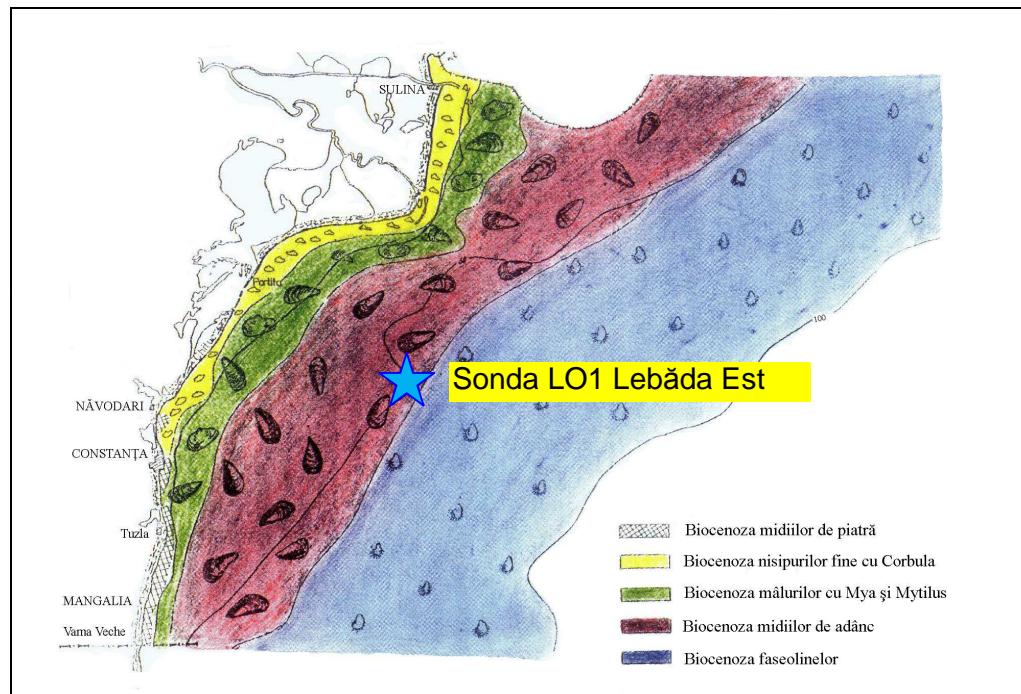 SULINA
Portița
100
Sonda LO1 Lebăda Est
NĂVODARI
CONSTANȚA
Tuzla
MANGALIA
Vama Veche
Biocenoza midiilor de piatră
Biocenoza nisipurilor fine cu Corbula
Biocenoza mâlurilor cu Mya și Mytilus
Biocenoza midiilor de adânc
Biocenoza faseolinelor